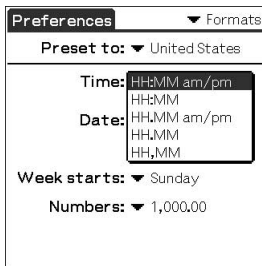 Preferences Formats
Preset to: United States
Time: HH:MM am/pm
HH:MM
Date: HH.MM am/pm
HH.MM
HH,MM
Week starts: Sunday
Numbers: 1,000.00